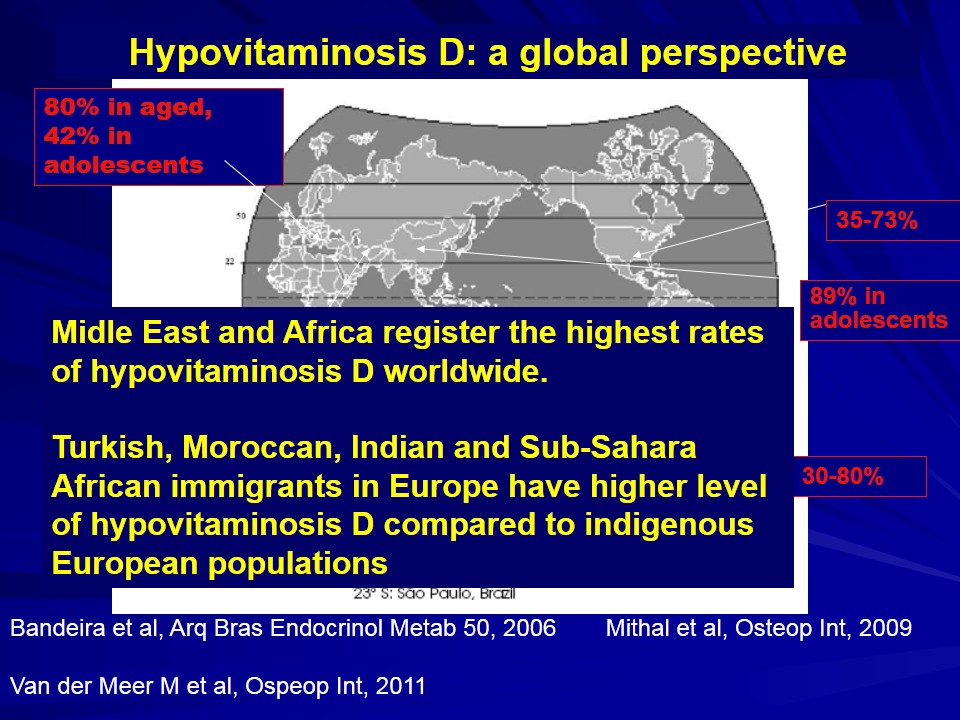 Hypovitaminosis D: a global perspective
80% in aged,
42% in
adolescents
50
35-73%
22
89% in
adolescents
Midle East and Africa register the highest rates
of hypovitaminosis D worldwide.
Turkish, Moroccan, Indian and Sub-Sahara
African immigrants in Europe have higher level
of hypovitaminosis D compared to indigenous
European populations
30-80%
23° S: São Paulo, Brazil
Bandeira et al, Arq Bras Endocrinol Metab 50, 2006
Mithal et al, Osteop Int, 2009
Van der Meer M et al, Ospeop Int, 2011